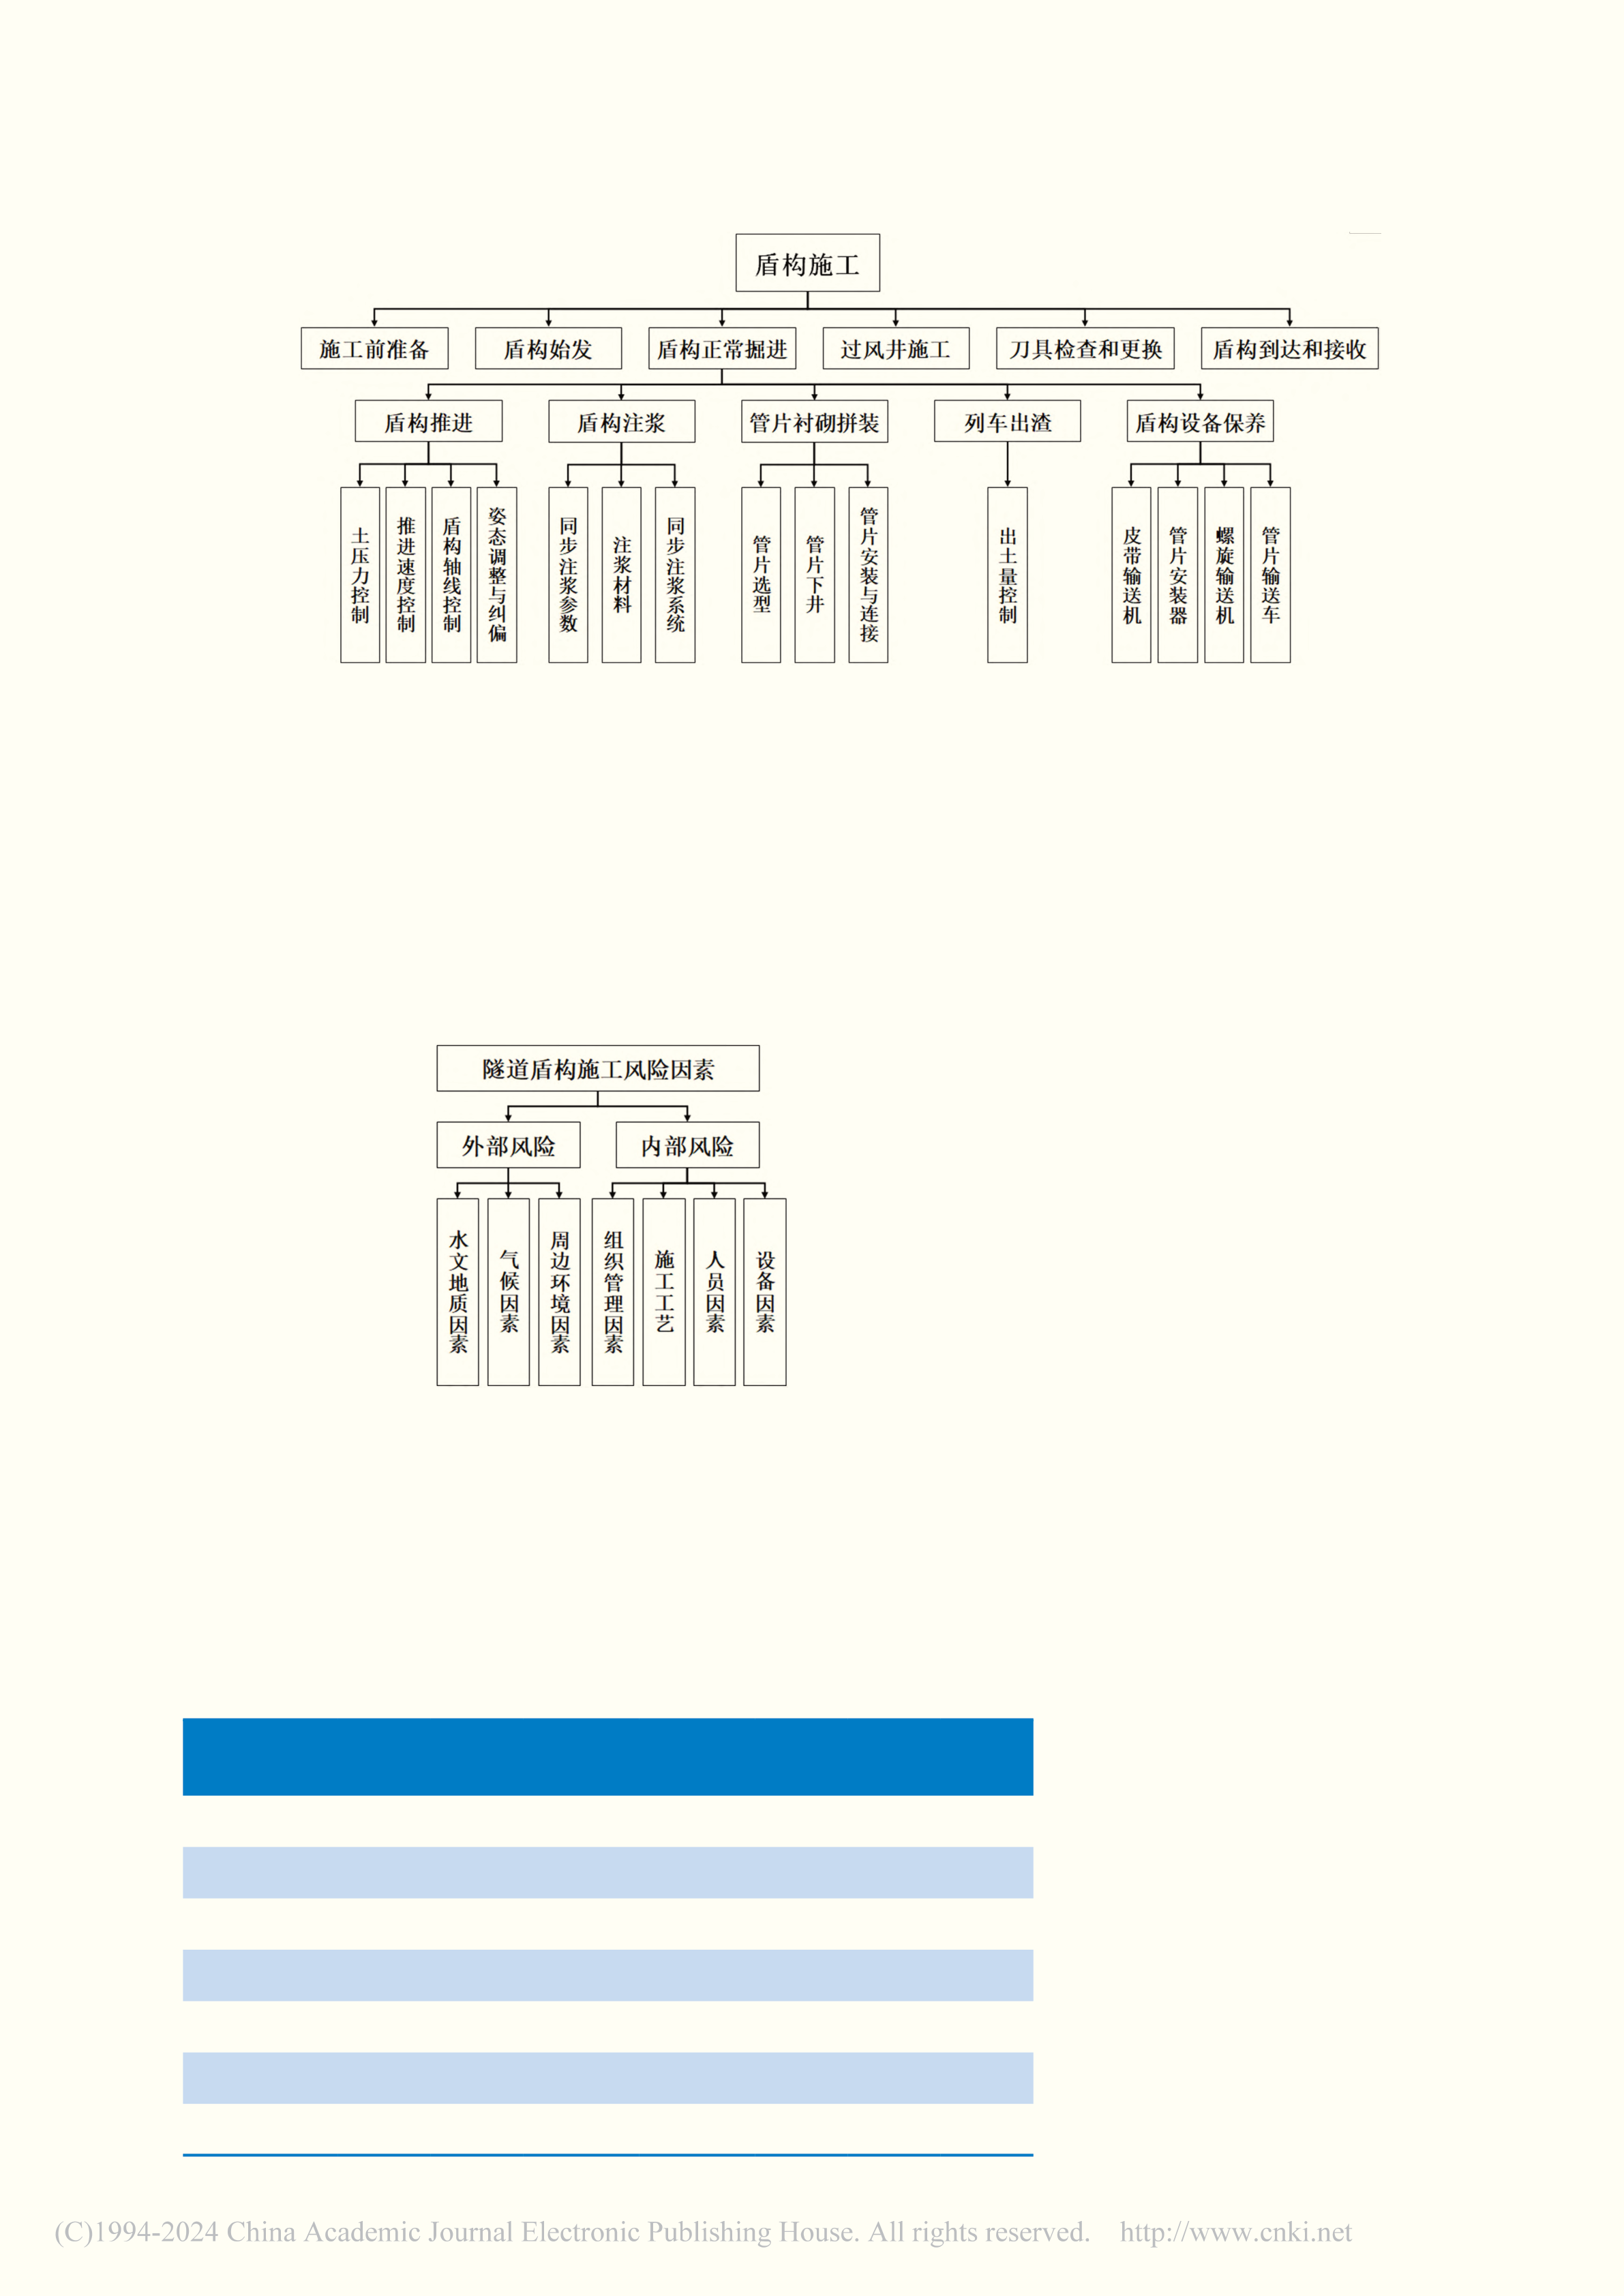 盾构施工
施工前准备
盾构始发
盾构正常掘进
过风井施工
刀具检查和更换
盾构到达和接收
盾构推进
盾构注浆
管片衬砌拼装
列车出渣
盾构设备保养
土压力控制
推进速度控制
盾构轴线控制
姿态调整与纠偏
同步注浆参数
注浆材料
同步注浆系统
管片选型
管片下井
管片安装与连接
出土量控制
皮带输送机
管片安装器
螺旋输送机
管片输送车
隧道盾构施工风险因素
外部风险
内部风险
水文地质因素
气候因素
周边环境因素
组织管理因素
施工工艺
人员因素
设备因素
(C)1994-2024 China Academic Journal Electronic Publishing House. All rights reserved. http://www.cnki.net